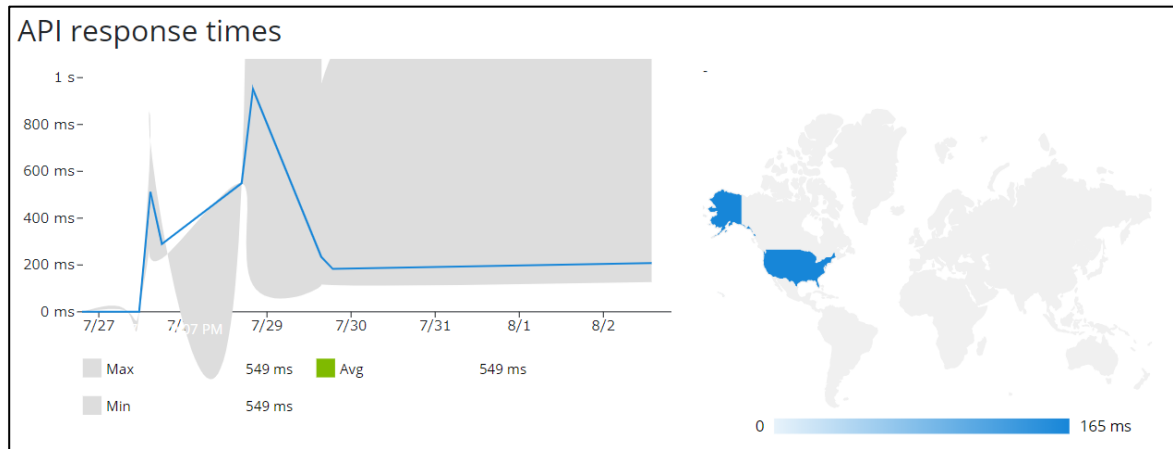 API response times
1 s
800 ms
600 ms
400 ms
200 ms
0 ms
7/27
7/29
7/30
7/31
8/1
8/2
07 PM
Max 549 ms
Avg 549 ms
Min 549 ms
-
0
165 ms